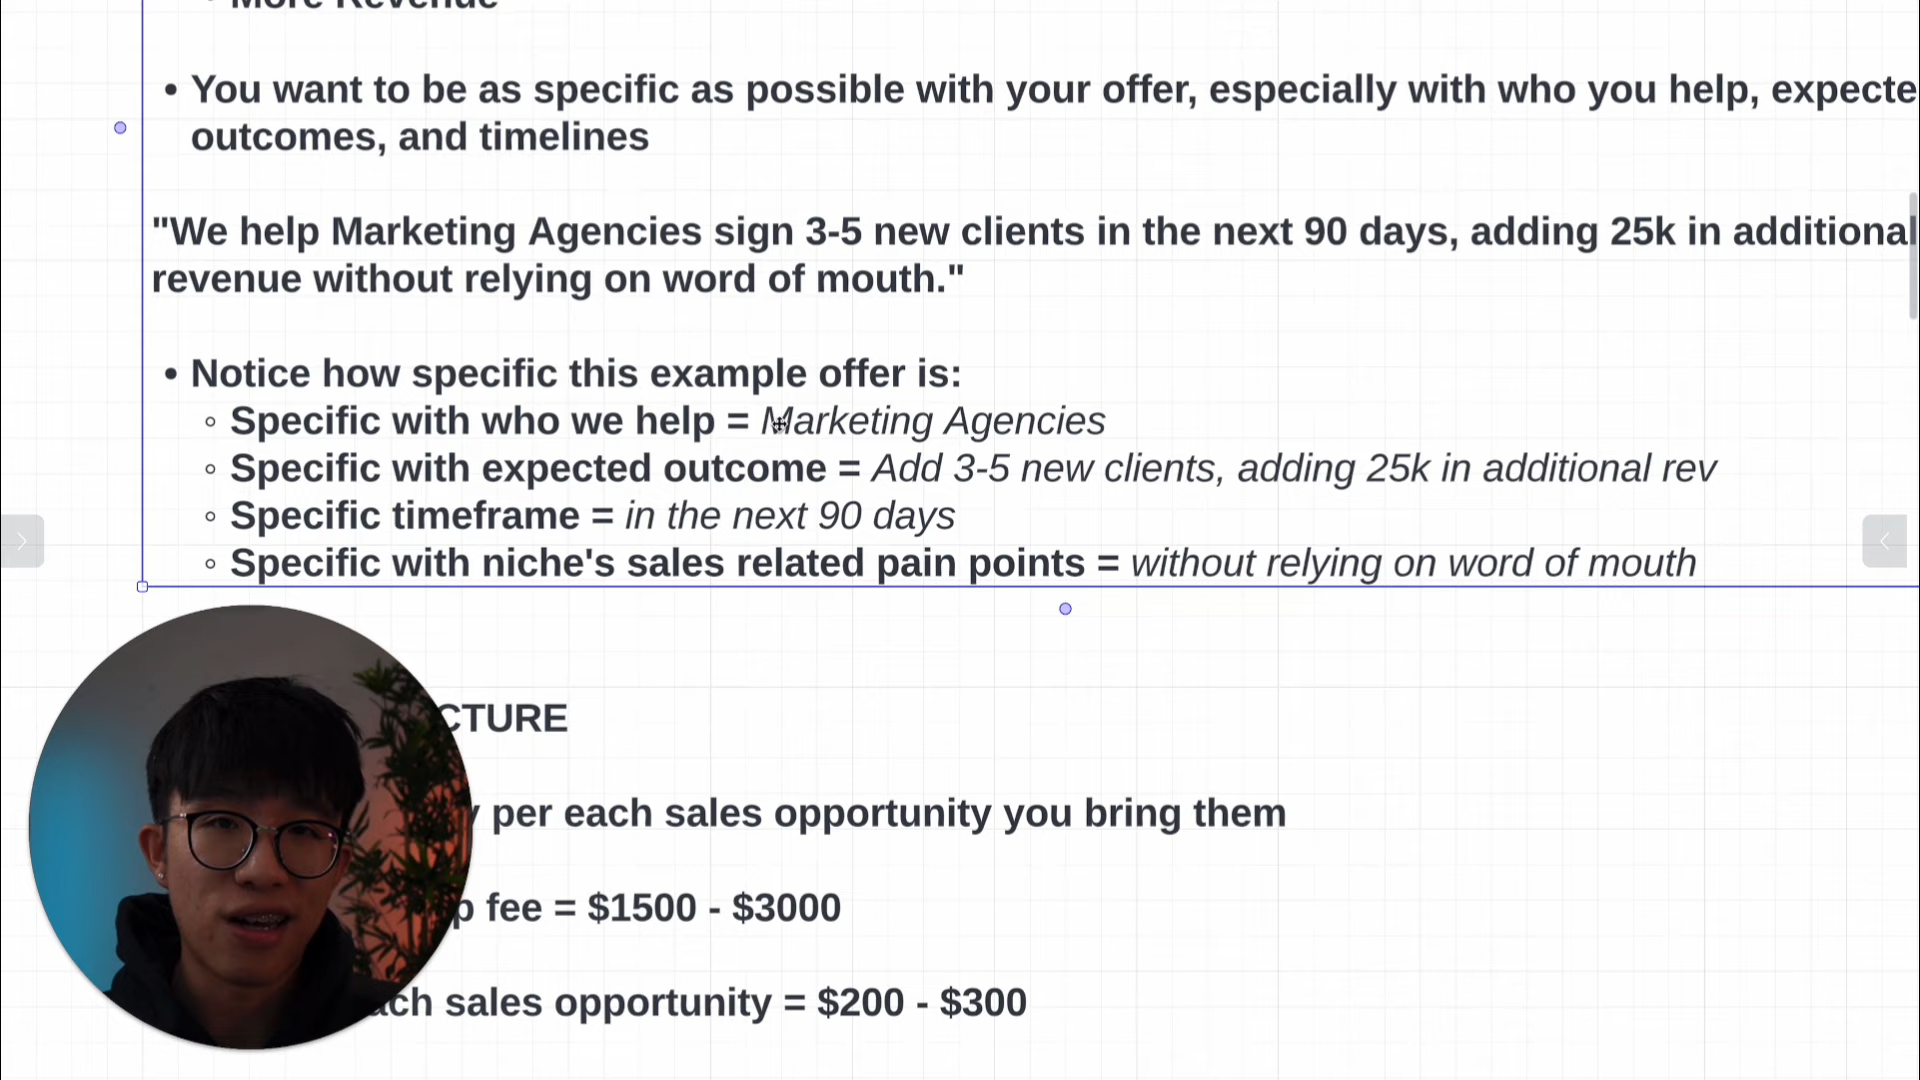 More Revenue
• You want to be as specific as possible with your offer, especially with who you help, expecte
outcomes, and timelines
"We help Marketing Agencies sign 3-5 new clients in the next 90 days, adding 25k in additional
revenue without relying on word of mouth."
• Notice how specific this example offer is:
◦ Specific with who we help = Marketing Agencies
◦ Specific with expected outcome = Add 3-5 new clients, adding 25k in additional rev
◦ Specific timeframe = in the next 90 days
◦ Specific with niche's sales related pain points = without relying on word of mouth
CTURE
per each sales opportunity you bring them
p fee = $1500 - $3000
ach sales opportunity = $200 - $300